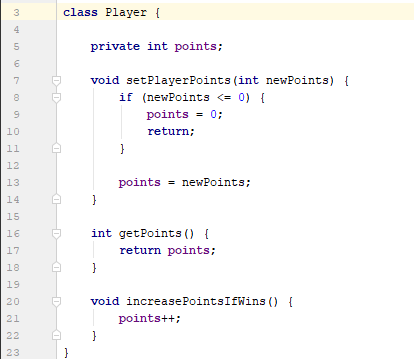 3 class Player {
4
5 private int points;
6
7 void setPlayerPoints(int newPoints) {
8 if (newPoints <= 0) {
9 points = 0;
10 return;
11 }
12
13 points = newPoints;
14 }
15
16 int getPoints() {
17 return points;
18 }
19
20 void increasePointsIfWins() {
21 points++;
22 }
23 }